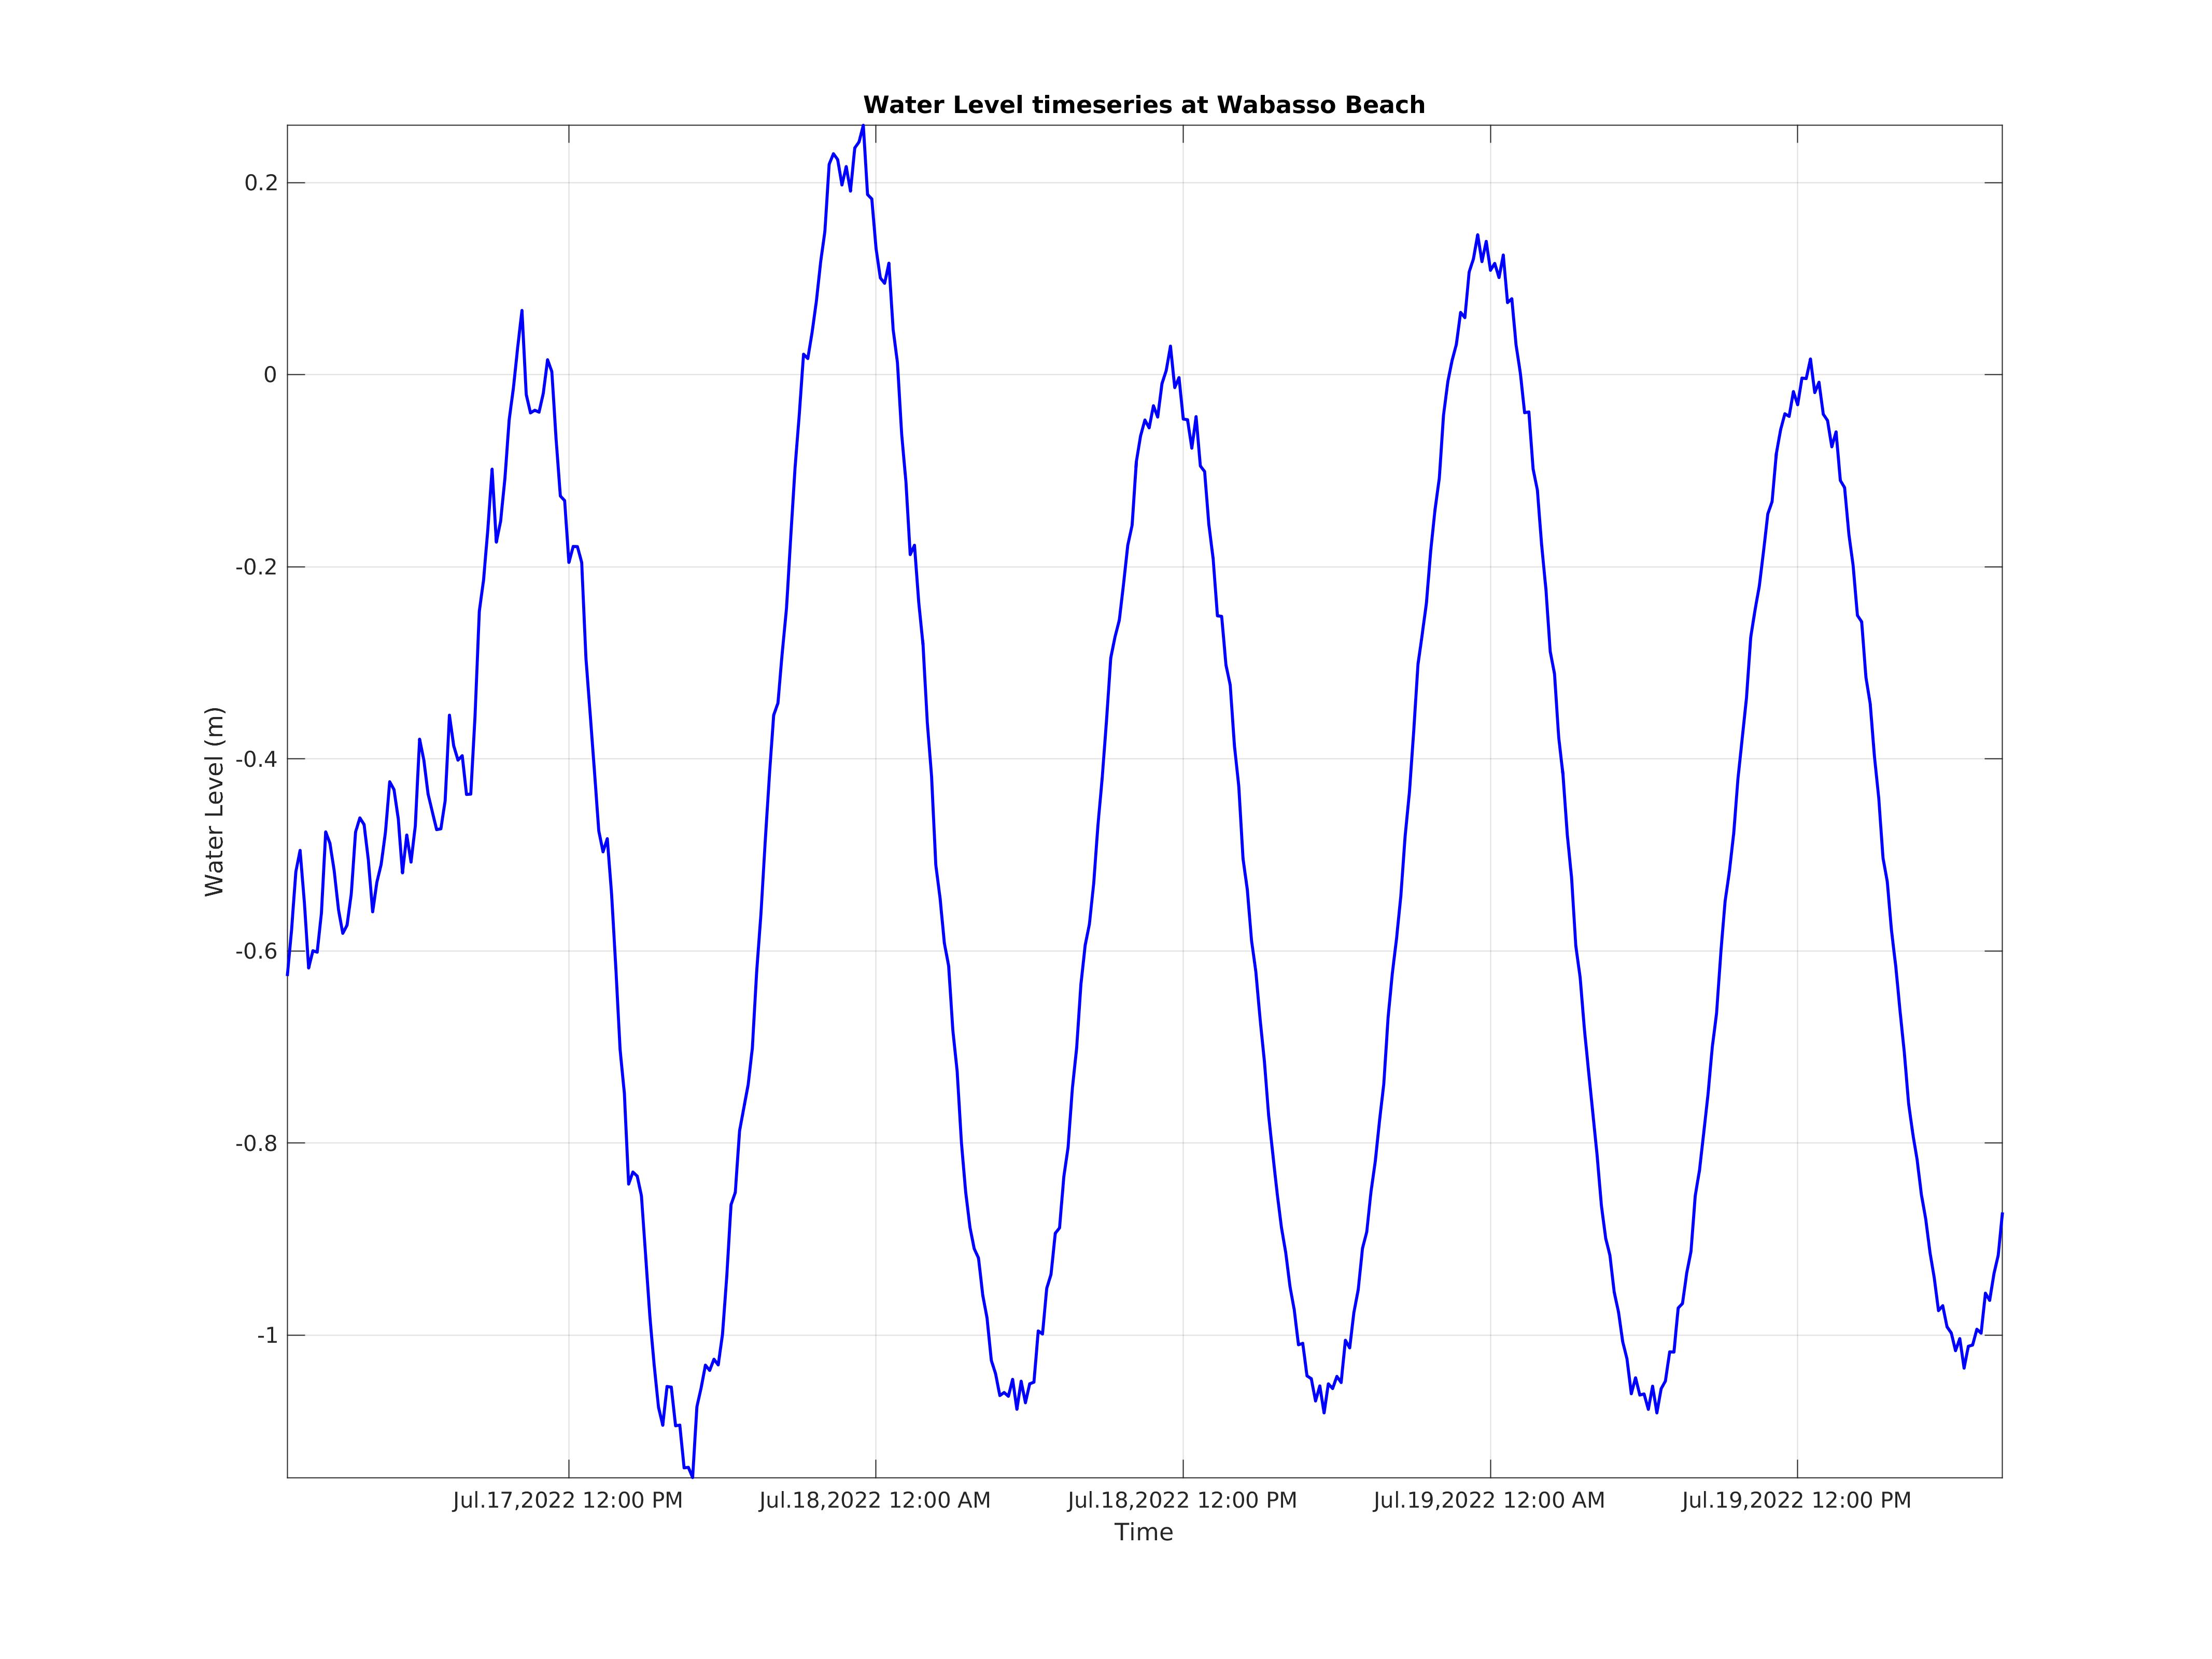 Water Level timeseries at Wabasso Beach
0.2
0
-0.2
-0.4
-0.6
-0.8
-1
Water Level (m)
Jul.17,2022 12:00 PM
Jul.18,2022 12:00 AM
Jul.18,2022 12:00 PM
Jul.19,2022 12:00 AM
Jul.19,2022 12:00 PM
Time